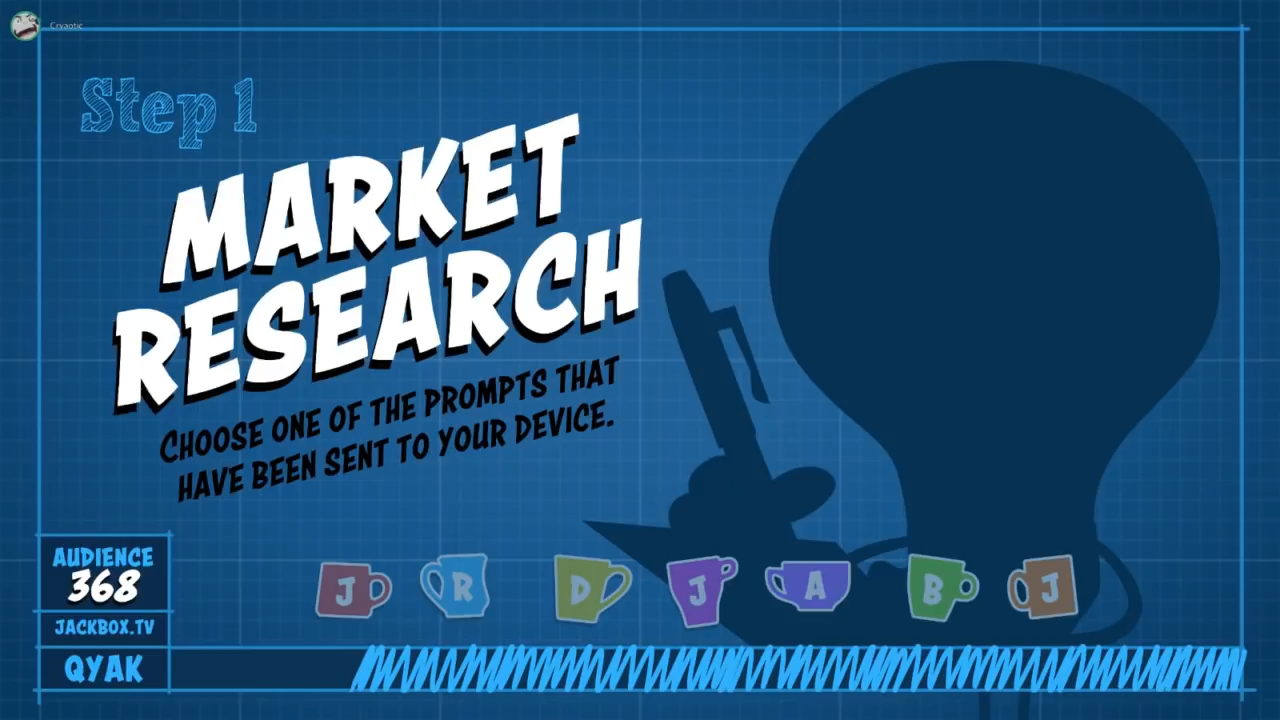 Cryaotic
Step 1
MARKET
RESEARCH
CHOOSE ONE OF THE PROMPTS THAT
HAVE BEEN SENT TO YOUR DEVICE.
AUDIENCE
368
JACKBOX.TV
QYAK
J R D J A B J